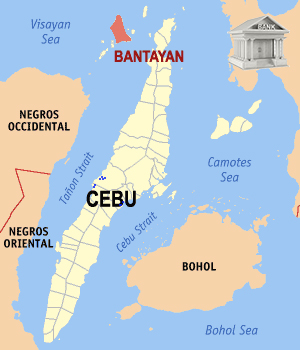 Visayan
Sea
BANK
BANTAYAN
NEGROS
OCCIDENTAL
Tañon Strait
Camotes
Sea
CEBU
Cebu Strait
NEGROS
ORIENTAL
BOHOL
Bohol Sea